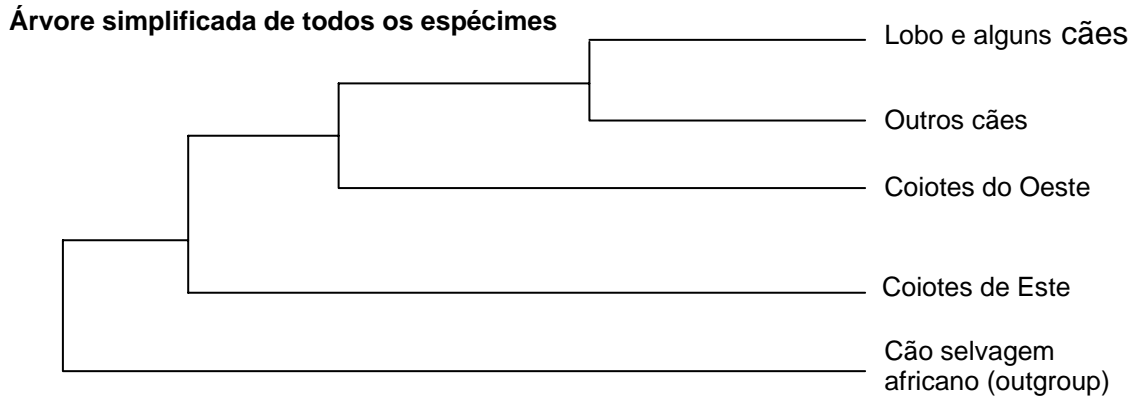 Árvore simplificada de todos os espécimes
Lobo e alguns cães
Outros cães
Coiotes do Oeste
Coiotes de Este
Cão selvagem
africano (outgroup)